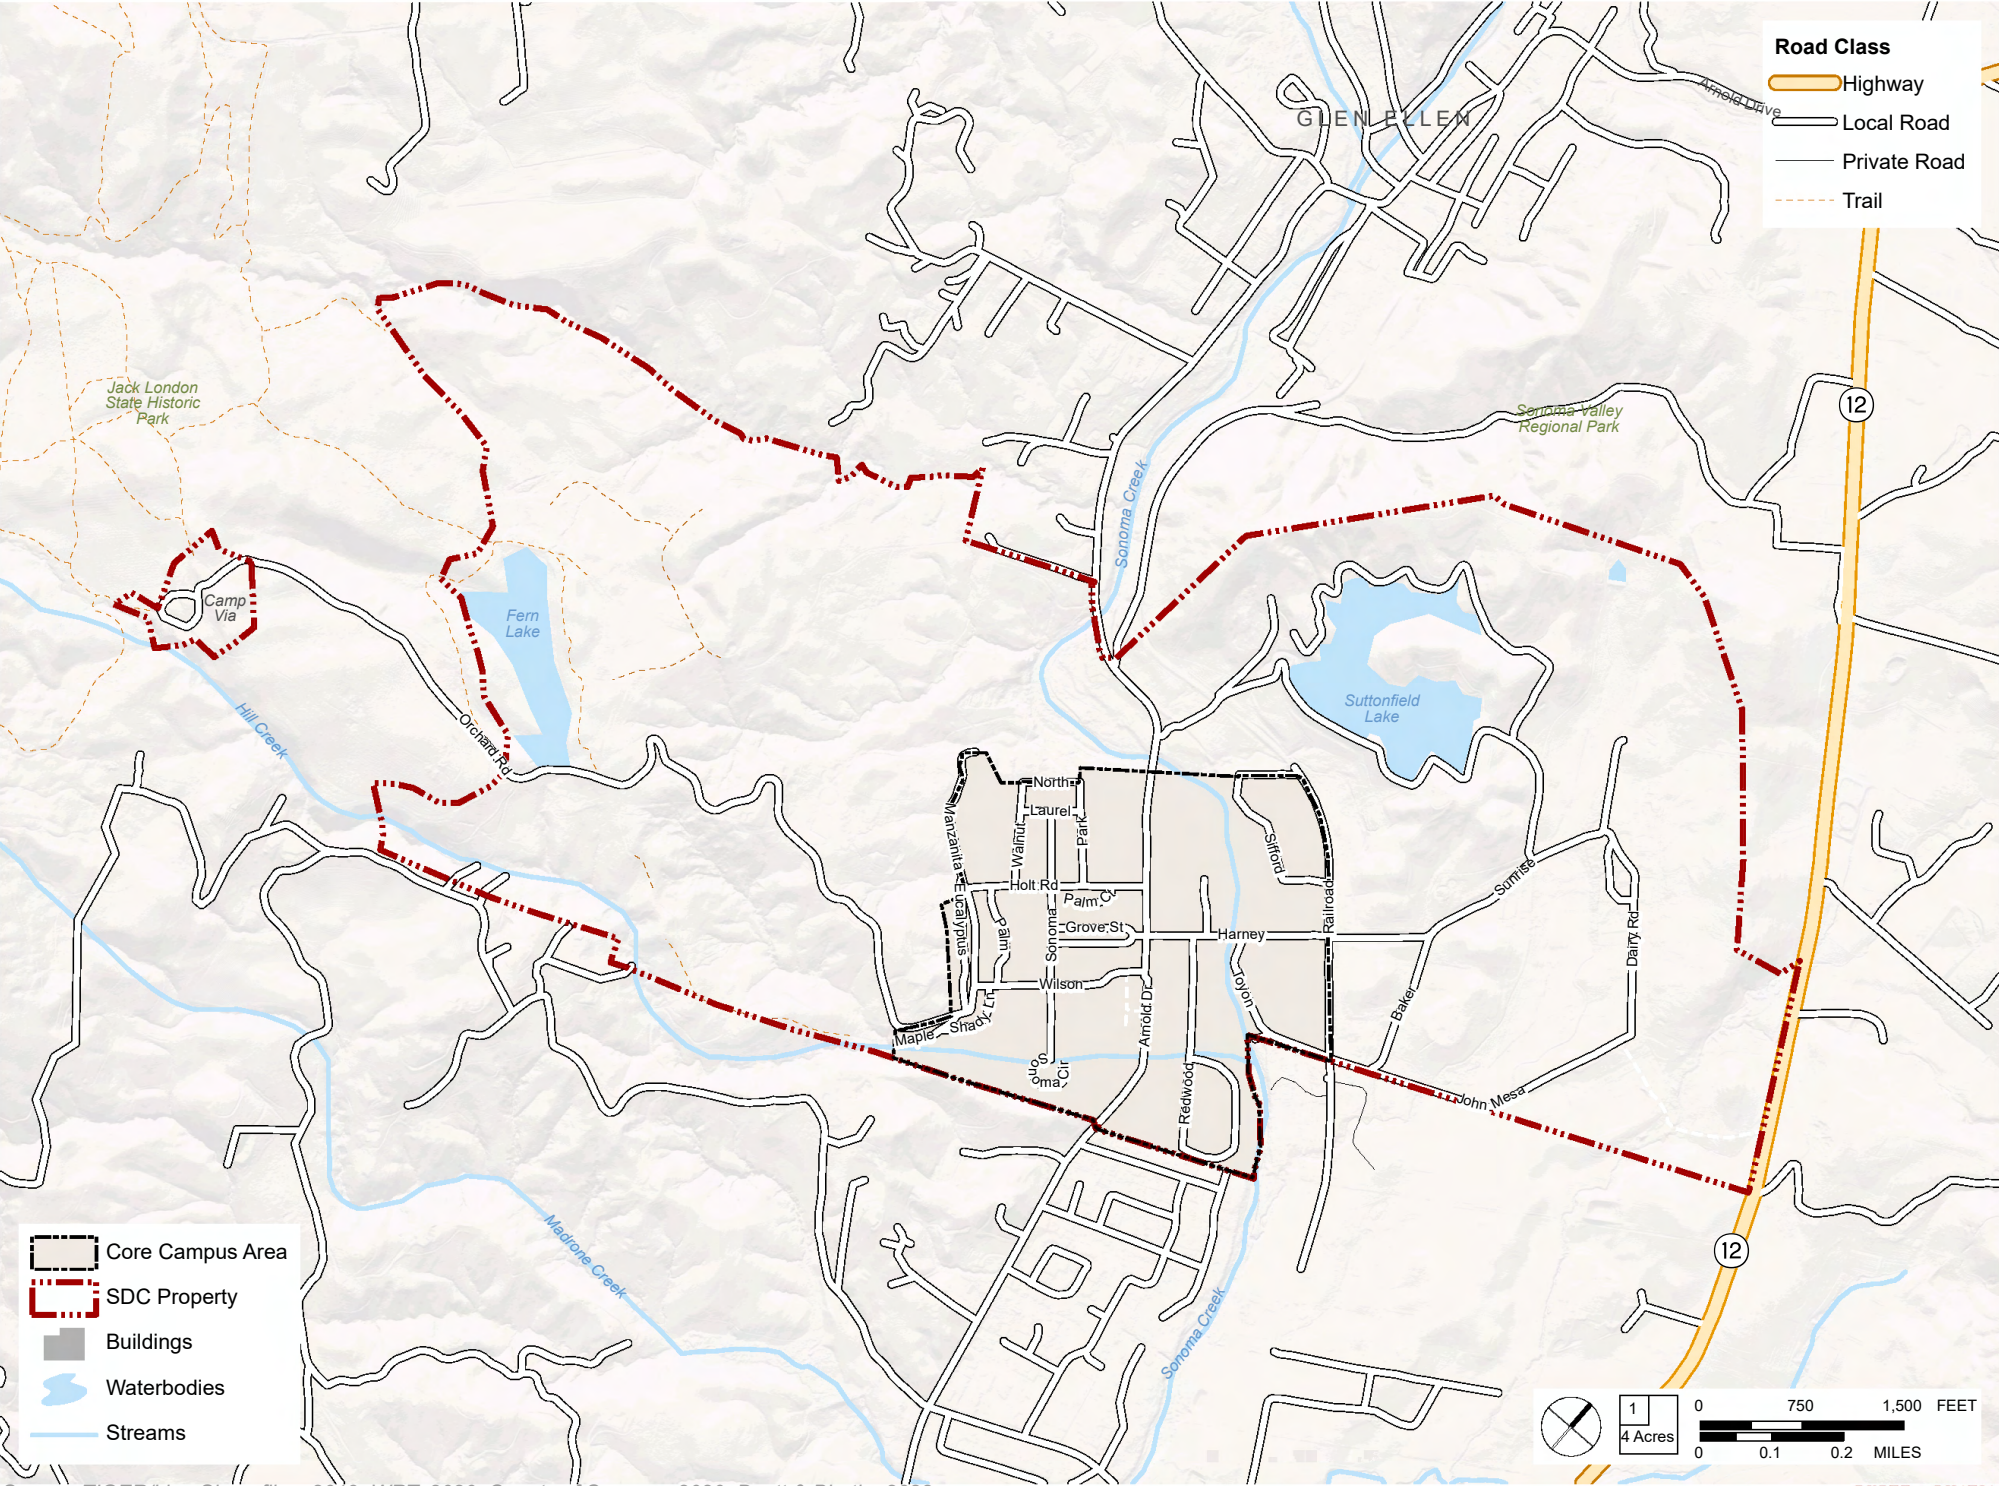 Road Class
Highway
Local Road
Private Road
Trail
Arnold Drive
GLEN ELLEN
12
Jack London
State Historic
Park
Sonoma Valley
Regional Park
Sonoma Creek
Camp
Via
Fern
Lake
Suttonfield
Lake
Hill Creek
Orchard Rd
North
Laurel
Manzanita
Walnut
Park
Sifford
Holt Rd
Palm Ct
Eucalyptus
Palm
Sonoma
Grove St
Harney
Railroad
Sunrise
Dairy Rd
Wilson
Toyon
Baker
Arnold Dr
Shady Ln
Maple
Sonoma Cir
Redwood
John Mesa
Madrone Creek
Sonoma Creek
12
Core Campus Area
SDC Property
Buildings
Waterbodies
Streams
1
4 Acres
0 750 1,500 FEET
0 0.1 0.2 MILES